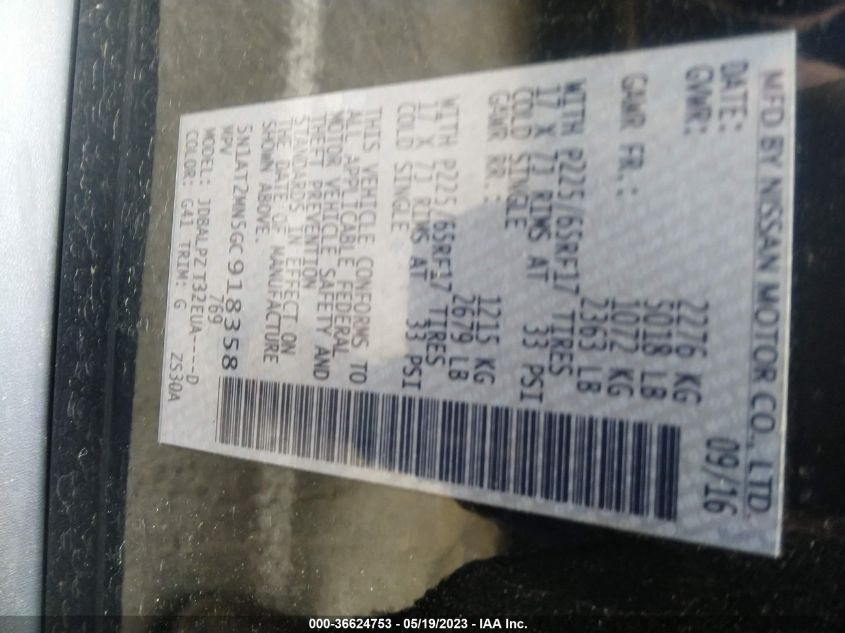 MFD BY NISSAN MOTOR CO., LTD.
DATE: 09/16
GVWR: 2276 KG
5018 LB
GAWR FR.: 1072 KG
2363 LB
WITH P225/65RF17 TIRES
17 X 7J RIMS AT 33 PSI
COLD SINGLE
GAWR RR.: 1215 KG
2679 LB
WITH P225/65RF17 TIRES
17 X 7J RIMS AT 33 PSI
COLD SINGLE
THIS VEHICLE CONFORMS TO
ALL APPLICABLE FEDERAL
MOTOR VEHICLE SAFETY AND
THEFT PREVENTION
STANDARDS IN EFFECT ON
THE DATE OF MANUFACTURE
SHOWN ABOVE.
5N1AT2MN5GC918358
MPV 769
MODEL: JDBALPZT32EUA----D
COLOR: G41 TRIM: G ZS30A
000-36624753 - 05/19/2023 - IAA Inc.